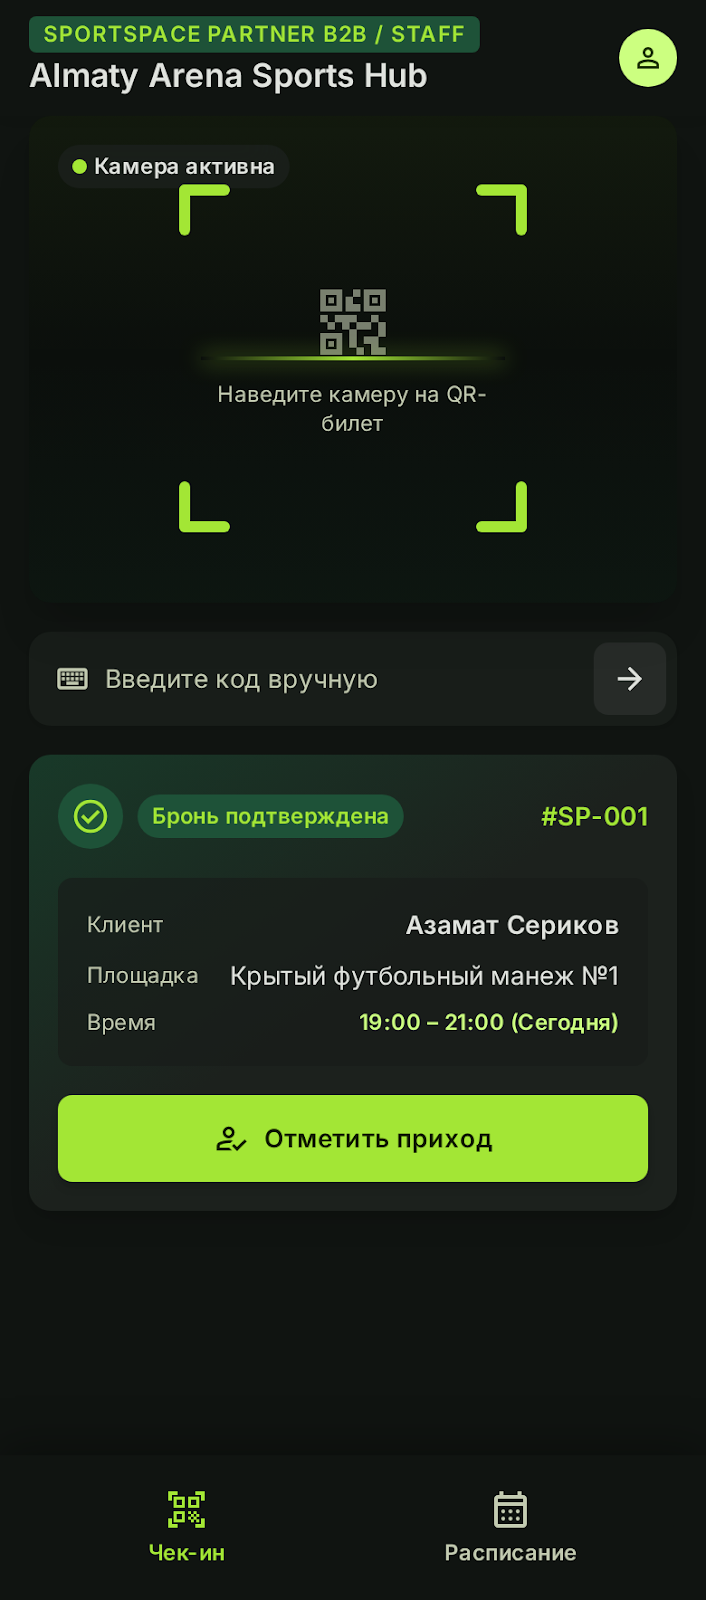 SPORTSPACE PARTNER B2B / STAFF
Almaty Arena Sports Hub
Камера активна
Наведите камеру на QR-
билет
Введите код вручную
Бронь подтверждена
#SP-001
Клиент
Азамат Сериков
Площадка
Крытый футбольный манеж №1
Время
19:00 – 21:00 (Сегодня)
Отметить приход
Чек-ин
Расписание